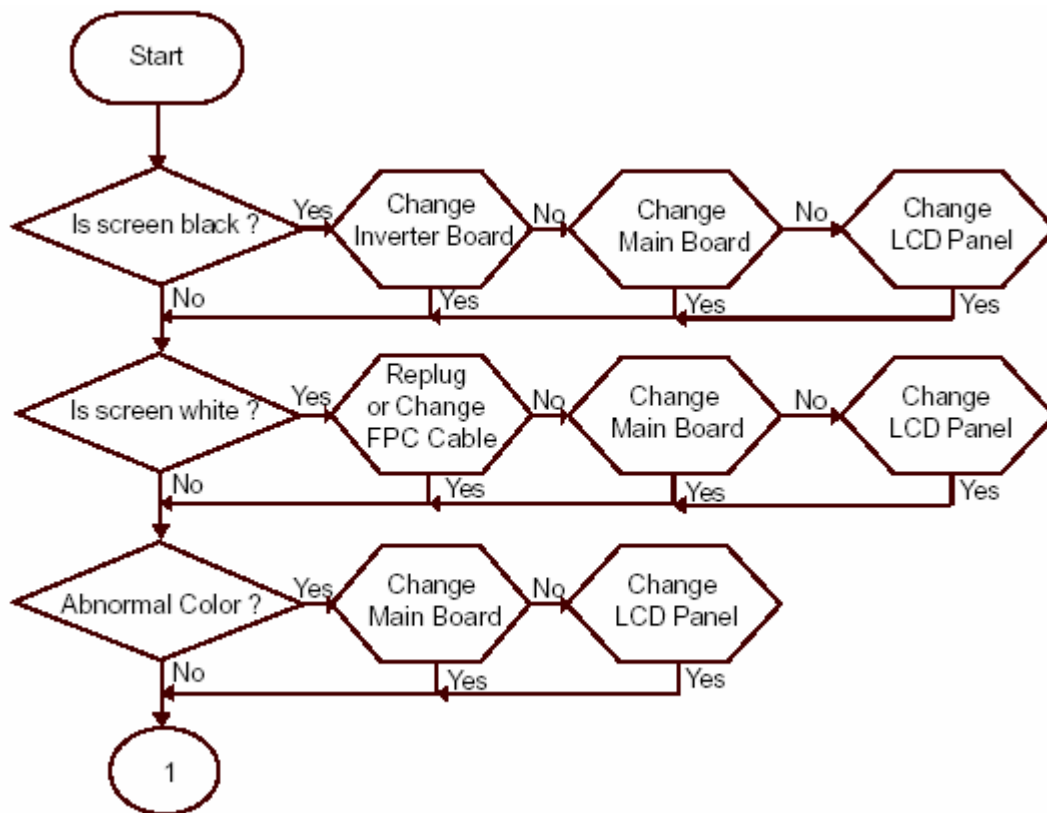 Start
Is screen black ?
Yes
Change
Inverter Board
No
Change
Main Board
No
Change
LCD Panel
No
Yes
Yes
Yes
Is screen white ?
Yes
Replug
or Change
FPC Cable
No
Change
Main Board
No
Change
LCD Panel
No
Yes
Yes
Yes
Abnormal Color ?
Yes
Change
Main Board
No
Change
LCD Panel
No
Yes
Yes
1